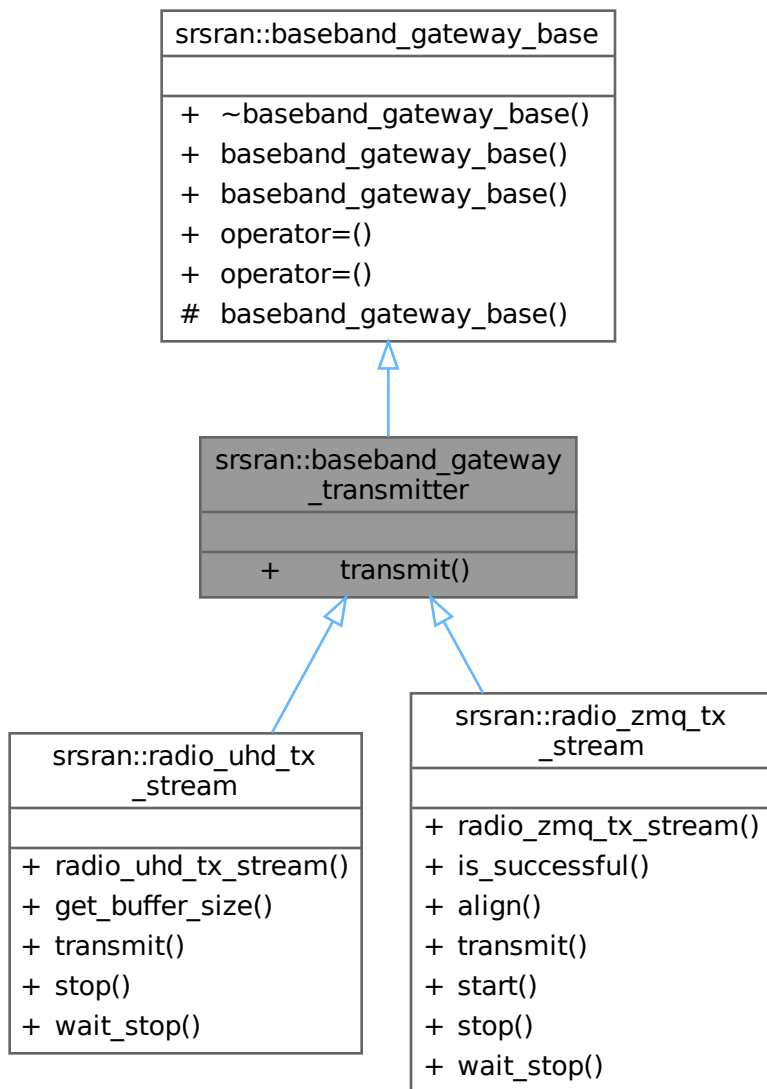 srsran::baseband_gateway_base
+ ~baseband_gateway_base()
+ baseband_gateway_base()
+ baseband_gateway_base()
+ operator=()
+ operator=()
# baseband_gateway_base()
srsran::baseband_gateway
_transmitter
+ transmit()
srsran::radio_uhd_tx
_stream
+ radio_uhd_tx_stream()
+ get_buffer_size()
+ transmit()
+ stop()
+ wait_stop()
srsran::radio_zmq_tx
_stream
+ radio_zmq_tx_stream()
+ is_successful()
+ align()
+ transmit()
+ start()
+ stop()
+ wait_stop()